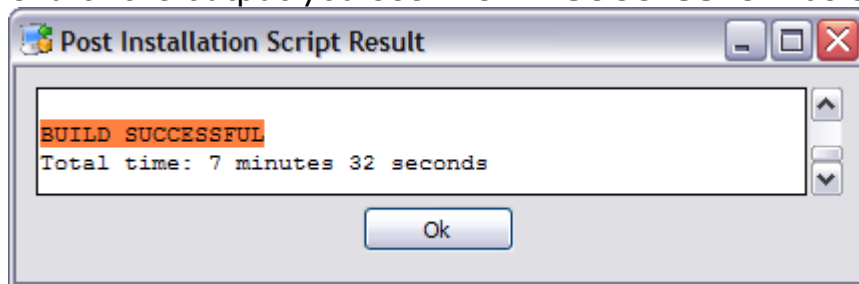 Post Installation Script Result
BUILD SUCCESSFUL
Total time: 7 minutes 32 seconds
Ok